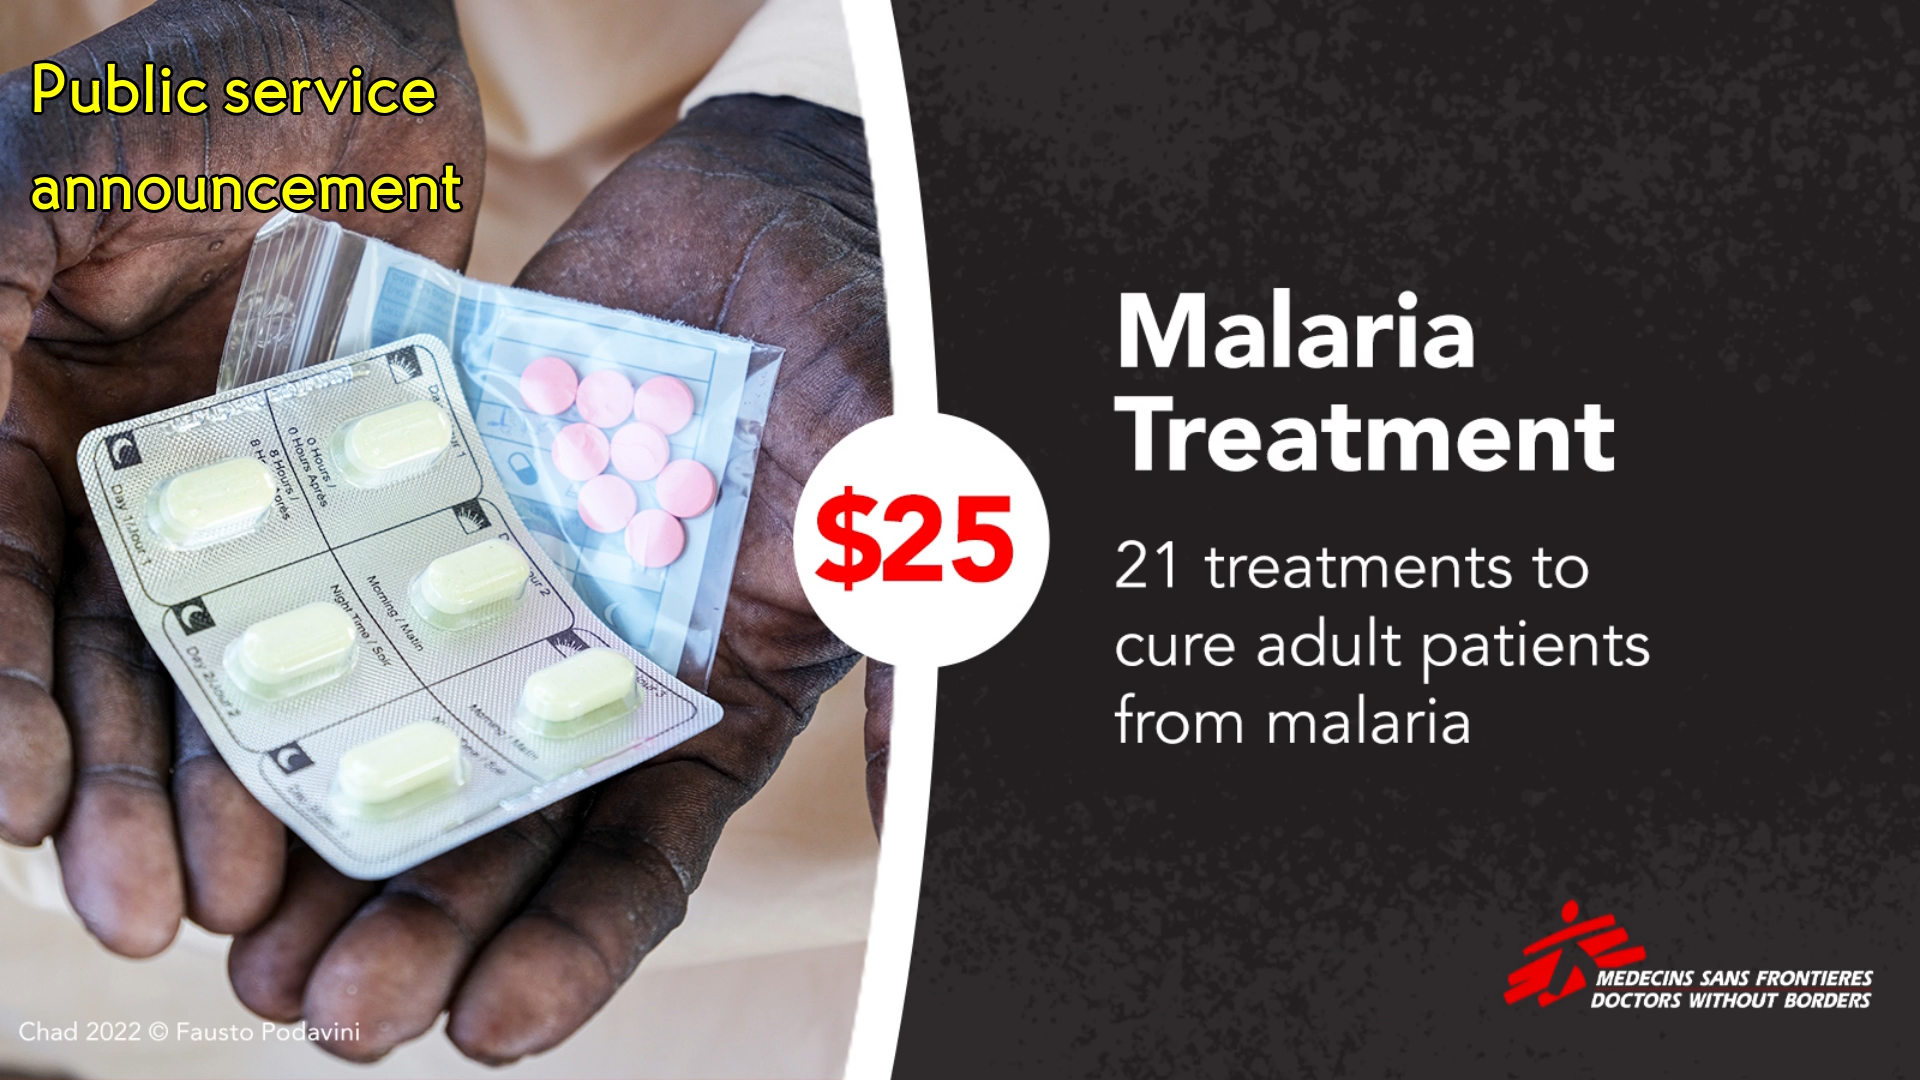 Public service
announcement
Malaria
Treatment
$25
21 treatments to
cure adult patients
from malaria
0 Hours /
0 Hours Après
8 Hours /
Day 1/Jour 1
Morning / Matin
Night Time / Soir
Day 2/Jour 2
Morning / Matin
MEDECINS SANS FRONTIERES
DOCTORS WITHOUT BORDERS
Chad 2022 © Fausto Podavini